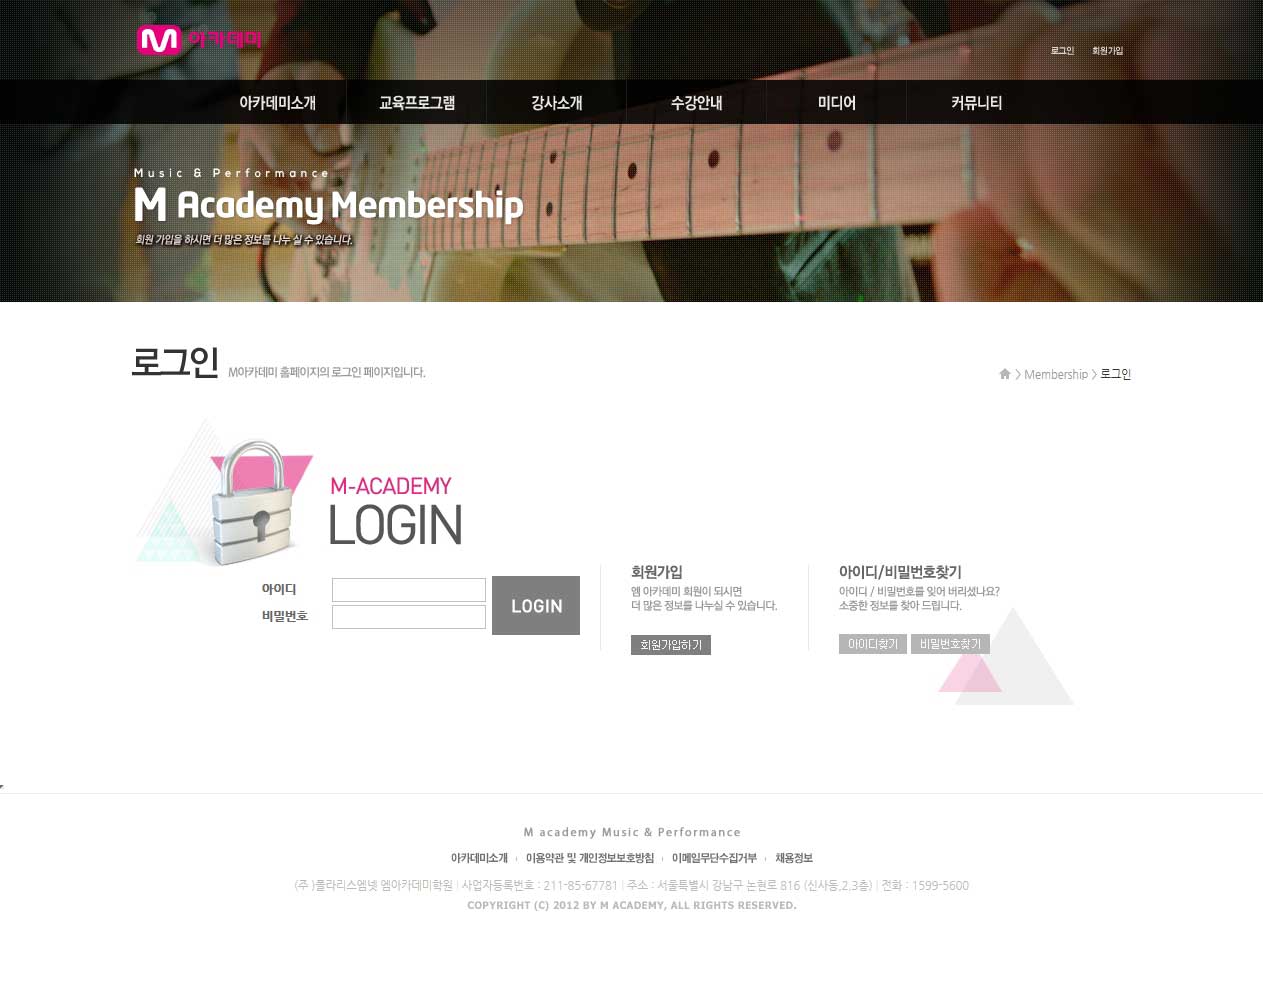 M 아카데미
로그인 회원가입
아카데미소개 교육프로그램 강사소개 수강안내 미디어 커뮤니티
Music & Performance
M Academy Membership
회원 가입을 하시면 더 많은 정보를 나누실 수 있습니다.
로그인 M아카데미 홈페이지의 로그인 페이지입니다.
> Membership > 로그인
M-ACADEMY
LOGIN
아이디
비밀번호
LOGIN
회원가입
엠 아카데미 회원이 되시면
더 많은 정보를 나누실 수 있습니다.
회원가입하기
아이디/비밀번호찾기
아이디 / 비밀번호를 잊어 버리셨나요?
소중한 정보를 찾아 드립니다.
아이디찾기 비밀번호찾기
M academy Music & Performance
아카데미소개 이용약관 및 개인정보보호방침 이메일무단수집거부 채용정보
(주)폴라리스엠넷 엠아카데미학원 | 사업자등록번호 : 211-85-67781 | 주소 : 서울특별시 강남구 논현로 816 (신사동,2,3층) | 전화 : 1599-5600
COPYRIGHT (C) 2012 BY M ACADEMY, ALL RIGHTS RESERVED.